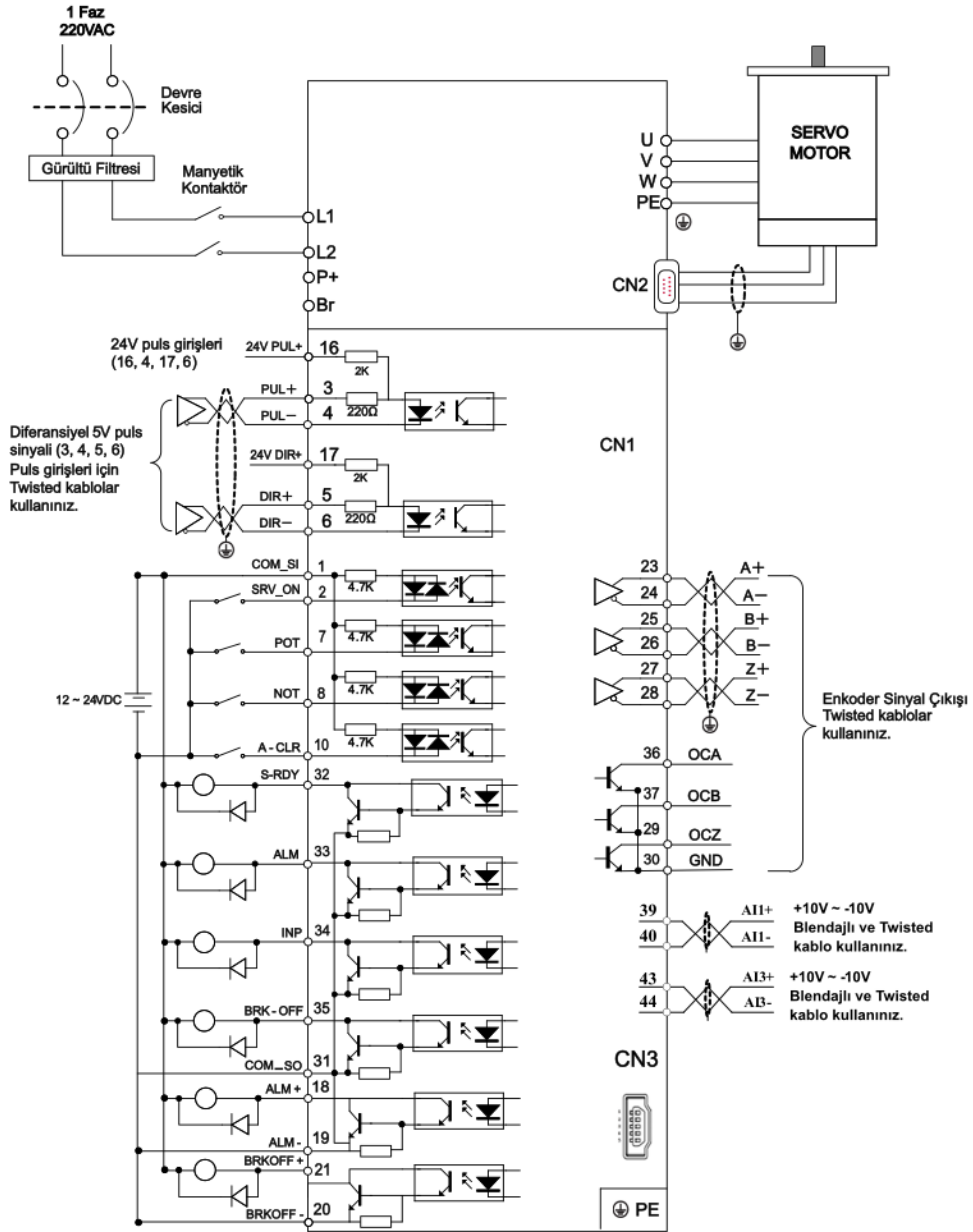 1 Faz
220VAC
Devre
Kesici
Gürültü Filtresi
Manyetik
Kontaktör
L1
L2
P+
Br
U
V
W
PE
SERVO
MOTOR
CN2
24V puls girişleri
(16, 4, 17, 6)
24V PUL+ 16
2K
PUL+ 3
220Ω
PUL− 4
Diferansiyel 5V puls
sinyali (3, 4, 5, 6)
Puls girişleri için
Twisted kablolar
kullanınız.
24V DIR+ 17
2K
DIR+ 5
220Ω
DIR− 6
CN1
COM_SI 1
4.7K
SRV_ON 2
POT 7
4.7K
NOT 8
4.7K
A-CLR 10
4.7K
12 ~ 24VDC
S-RDY 32
ALM 33
INP 34
BRK-OFF 35
COM_SO 31
ALM + 18
ALM - 19
BRKOFF + 21
BRKOFF - 20
23 A+
24 A−
25 B+
26 B−
27 Z+
28 Z−
Enkoder Sinyal Çıkışı
Twisted kablolar
kullanınız.
36 OCA
37 OCB
29 OCZ
30 GND
39 AI1+ +10V ~ -10V
40 AI1- Blendajlı ve Twisted
kablo kullanınız.
43 AI3+ +10V ~ -10V
44 AI3- Blendajlı ve Twisted
kablo kullanınız.
CN3
PE